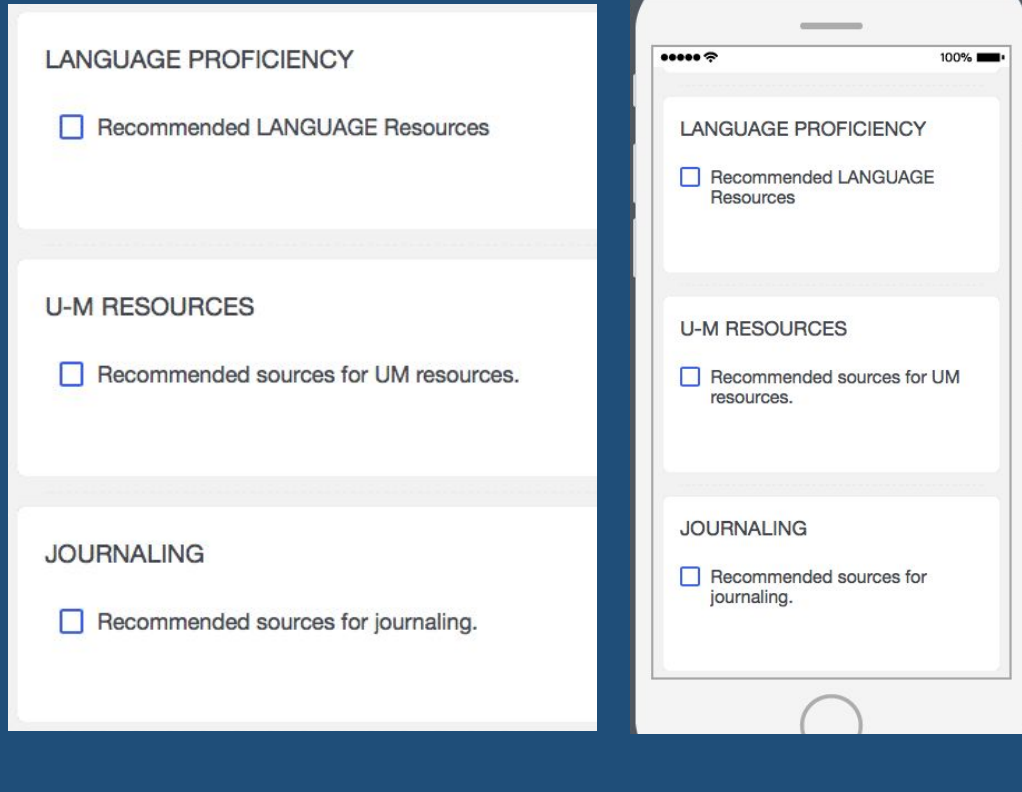 LANGUAGE PROFICIENCY
Recommended LANGUAGE Resources
U-M RESOURCES
Recommended sources for UM resources.
JOURNALING
Recommended sources for journaling.
100%
LANGUAGE PROFICIENCY
Recommended LANGUAGE
Resources
U-M RESOURCES
Recommended sources for UM
resources.
JOURNALING
Recommended sources for
journaling.